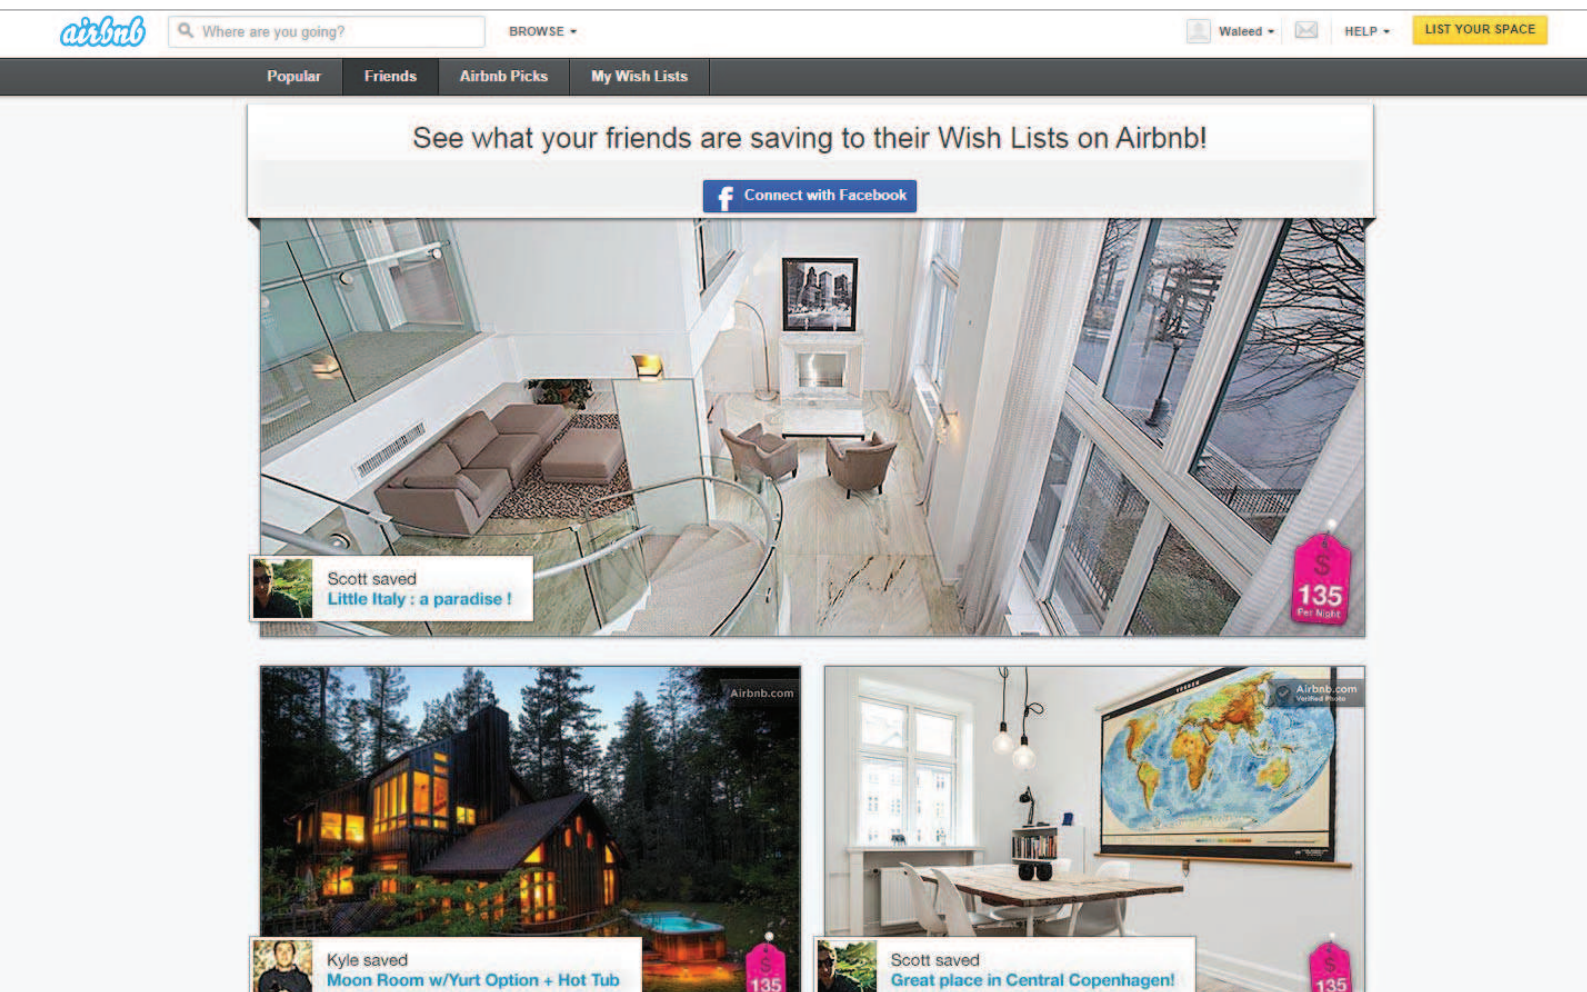 airbnb
Where are you going?
BROWSE
Waleed
HELP
LIST YOUR SPACE
Popular
Friends
Airbnb Picks
My Wish Lists
See what your friends are saving to their Wish Lists on Airbnb!
f Connect with Facebook
Scott saved
Little Italy : a paradise !
$
135
Per Night
Airbnb.com
Airbnb.com
Verified Photo
Kyle saved
Moon Room w/Yurt Option + Hot Tub
$
135
Scott saved
Great place in Central Copenhagen!
$
135